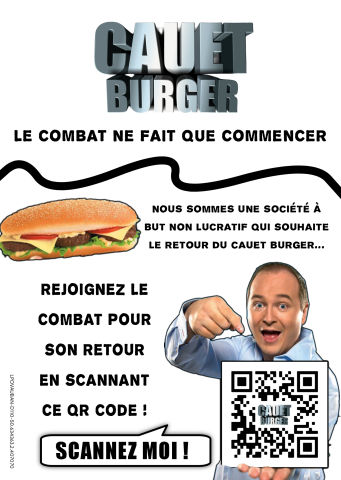 CAUET
BURGER
LE COMBAT NE FAIT QUE COMMENCER
NOUS SOMMES UNE SOCIÉTÉ À
BUT NON LUCRATIF QUI SOUHAITE
LE RETOUR DU CAUET BURGER...
REJOIGNEZ LE
COMBAT POUR
SON RETOUR
EN SCANNANT
CE QR CODE !
SCANNEZ MOI !
CAUET
BURGER